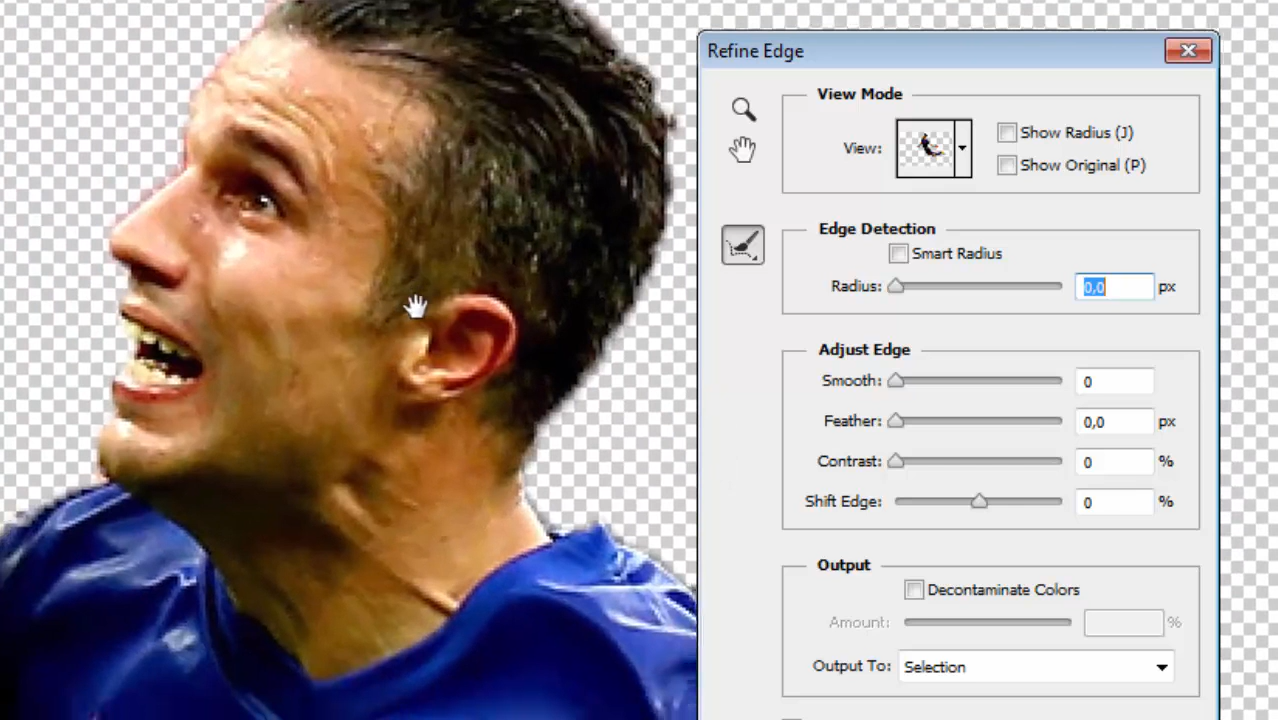 Refine Edge
View Mode
View:
Show Radius (J)
Show Original (P)
Edge Detection
Smart Radius
Radius: 0,0 px
Adjust Edge
Smooth: 0
Feather: 0,0 px
Contrast: 0 %
Shift Edge: 0 %
Output
Decontaminate Colors
Amount: %
Output To: Selection